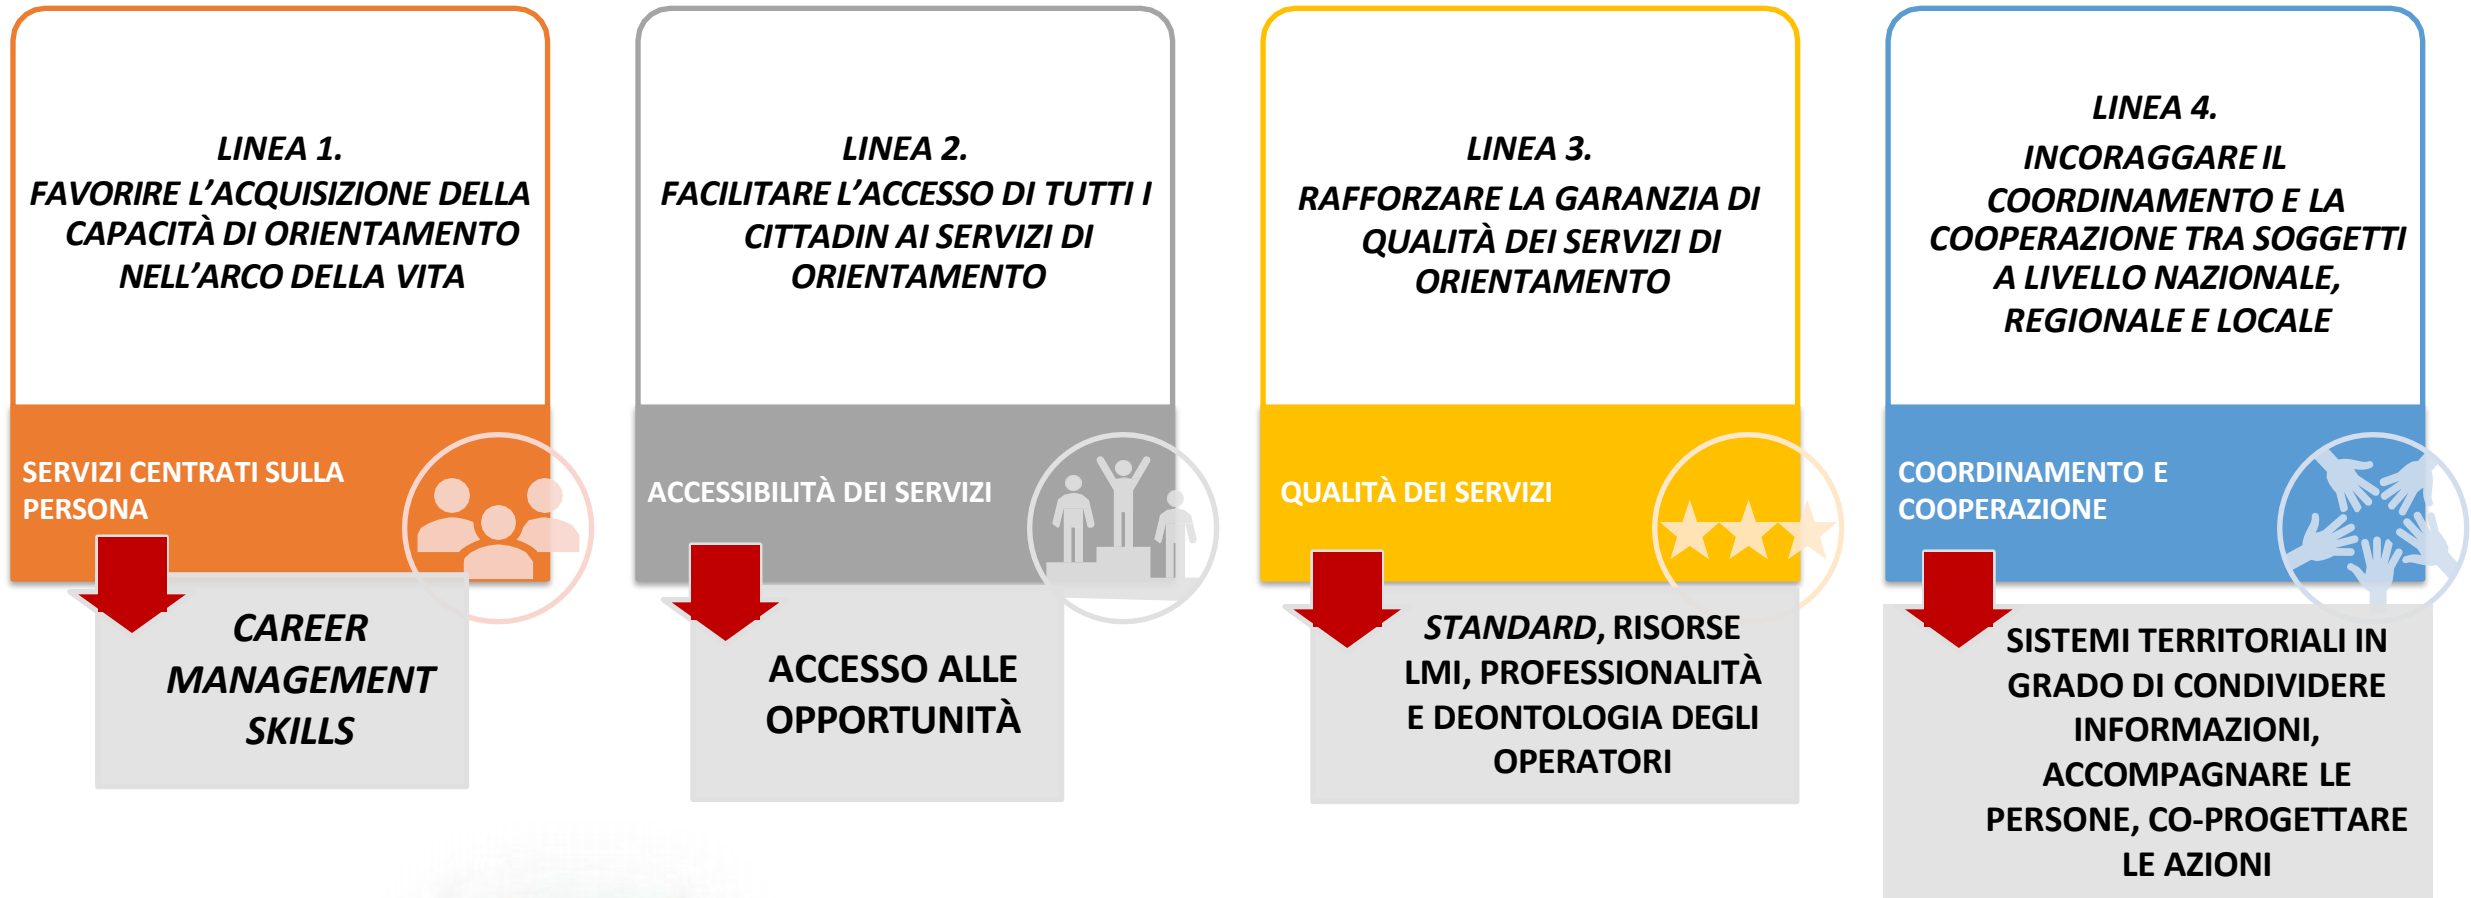 LINEA 1.
FAVORIRE L’ACQUISIZIONE DELLA
CAPACITÀ DI ORIENTAMENTO
NELL’ARCO DELLA VITA
SERVIZI CENTRATI SULLA
PERSONA
CAREER
MANAGEMENT
SKILLS
LINEA 2.
FACILITARE L’ACCESSO DI TUTTI I
CITTADIN AI SERVIZI DI
ORIENTAMENTO
ACCESSIBILITÀ DEI SERVIZI
ACCESSO ALLE
OPPORTUNITÀ
LINEA 3.
RAFFORZARE LA GARANZIA DI
QUALITÀ DEI SERVIZI DI
ORIENTAMENTO
QUALITÀ DEI SERVIZI
STANDARD, RISORSE
LMI, PROFESSIONALITÀ
E DEONTOLOGIA DEGLI
OPERATORI
LINEA 4.
INCORAGGARE IL
COORDINAMENTO E LA
COOPERAZIONE TRA SOGGETTI
A LIVELLO NAZIONALE,
REGIONALE E LOCALE
COORDINAMENTO E
COOPERAZIONE
SISTEMI TERRITORIALI IN
GRADO DI CONDIVIDERE
INFORMAZIONI,
ACCOMPAGNARE LE
PERSONE, CO-PROGETTARE
LE AZIONI